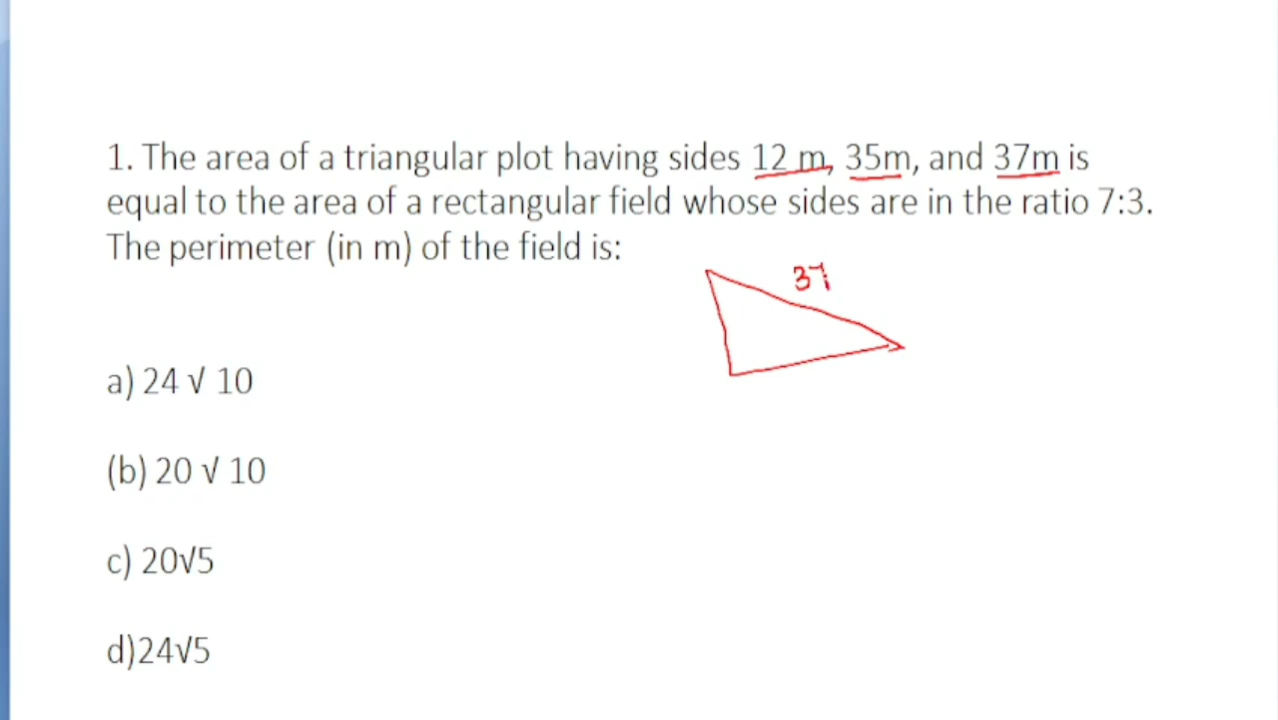 1. The area of a triangular plot having sides 12 m, 35m, and 37m is
equal to the area of a rectangular field whose sides are in the ratio 7:3.
The perimeter (in m) of the field is:
37
a) 24 √ 10
(b) 20 √ 10
c) 20√5
d)24√5